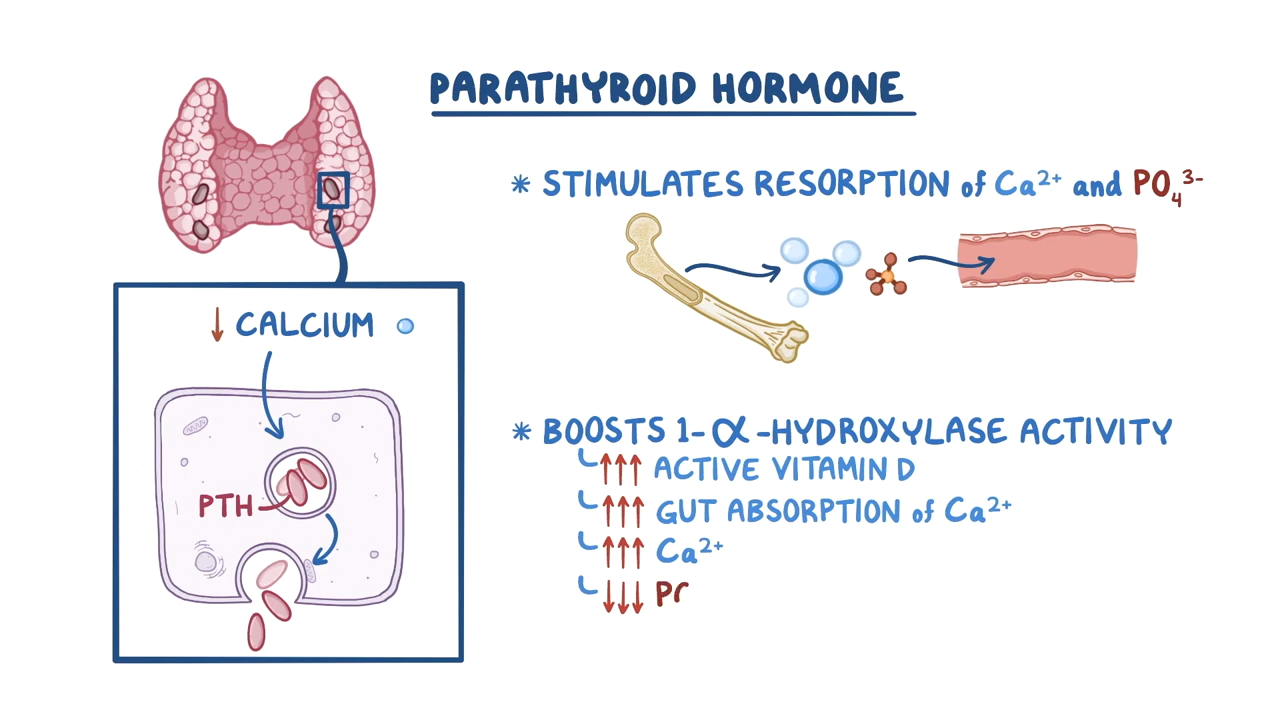 PARATHYROID HORMONE
* STIMULATES RESORPTION of Ca²⁺ and PO₄³⁻
↓ CALCIUM
PTH
* BOOSTS 1-α-HYDROXYLASE ACTIVITY
↑↑↑ ACTIVE VITAMIN D
↑↑↑ GUT ABSORPTION of Ca²⁺
↑↑↑ Ca²⁺
↓↓↓ P